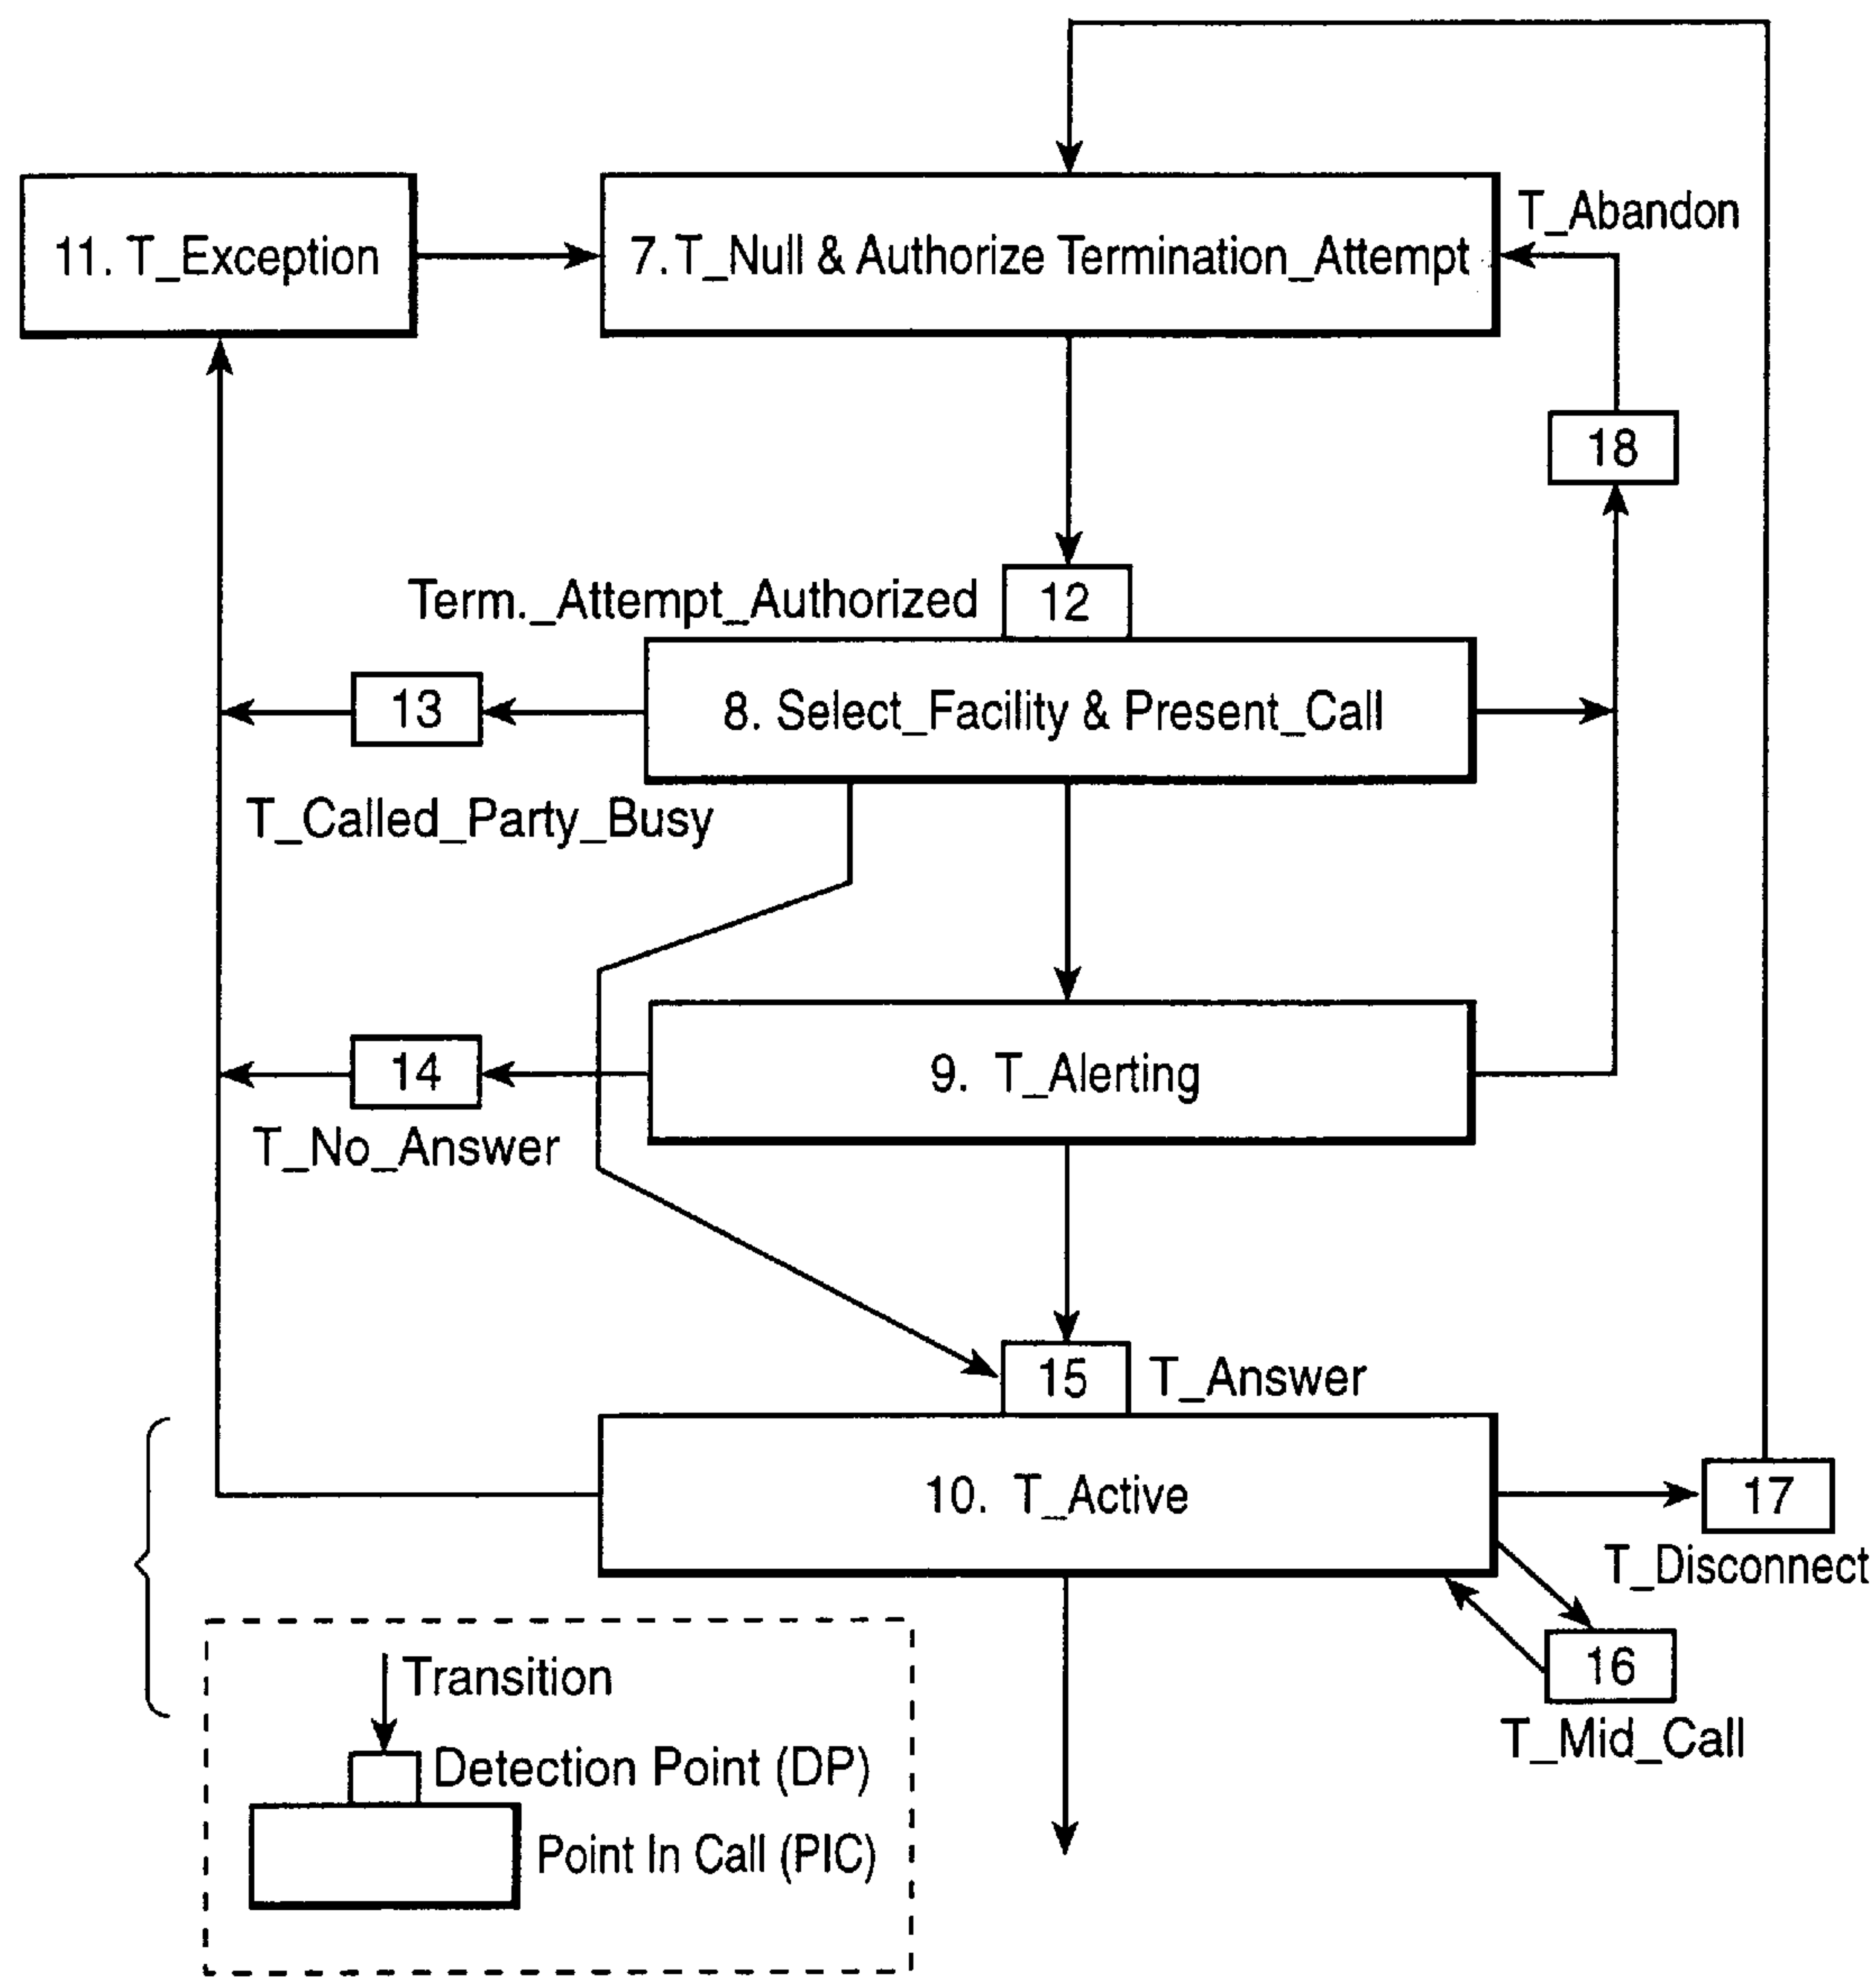 11. T_Exception
7.T_Null & Authorize Termination_Attempt
T_Abandon
18
Term._Attempt_Authorized
12
13
8. Select_Facility & Present_Call
T_Called_Party_Busy
14
9. T_Alerting
T_No_Answer
15
T_Answer
10. T_Active
17
T_Disconnect
16
T_Mid_Call
Transition
Detection Point (DP)
Point In Call (PIC)